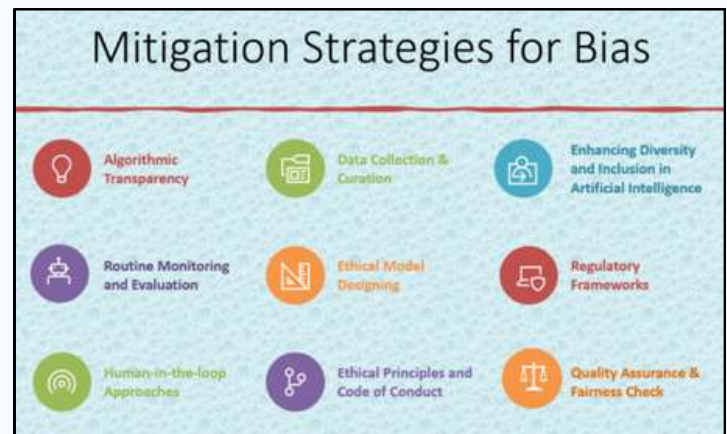 Mitigation Strategies for Bias
Algorithmic
Transparency
Data Collection &
Curation
Enhancing Diversity
and Inclusion in
Artificial Intelligence
Routine Monitoring
and Evaluation
Ethical Model
Designing
Regulatory
Frameworks
Human-in-the-loop
Approaches
Ethical Principles and
Code of Conduct
Quality Assurance &
Fairness Check